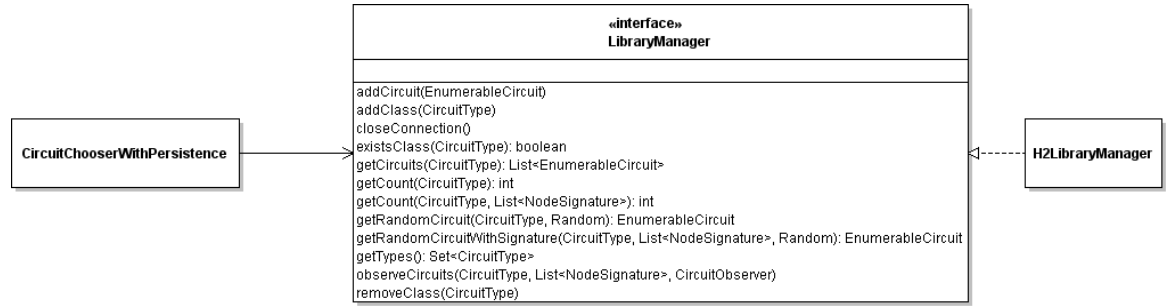 «interface»
LibraryManager
addCircuit(EnumerableCircuit)
addClass(CircuitType)
closeConnection()
existsClass(CircuitType): boolean
getCircuits(CircuitType): List<EnumerableCircuit>
getCount(CircuitType): int
getCount(CircuitType, List<NodeSignature>): int
getRandomCircuit(CircuitType, Random): EnumerableCircuit
getRandomCircuitWithSignature(CircuitType, List<NodeSignature>, Random): EnumerableCircuit
getTypes(): Set<CircuitType>
observeCircuits(CircuitType, List<NodeSignature>, CircuitObserver)
removeClass(CircuitType)
CircuitChooserWithPersistence
H2LibraryManager